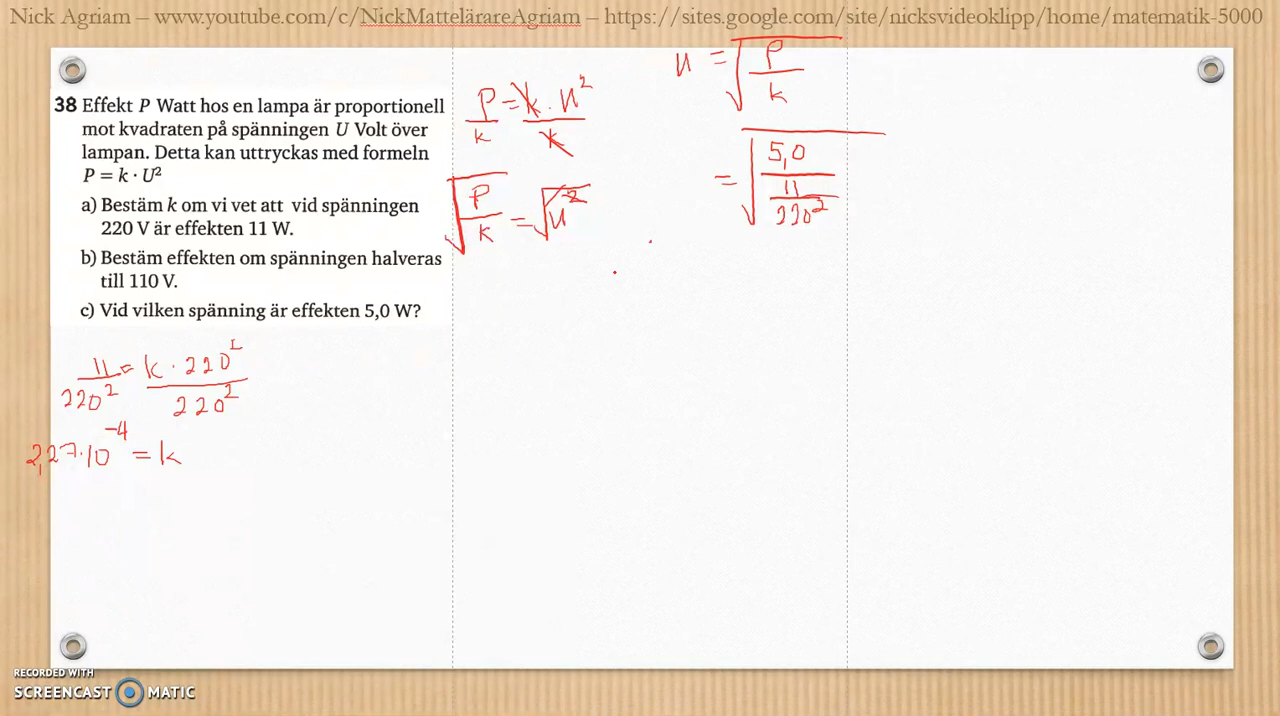 Nick Agriam – www.youtube.com/c/NickMattelärareAgriam – https://sites.google.com/site/nicksvideoklipp/home/matematik-5000
38 Effekt P Watt hos en lampa är proportionell
mot kvadraten på spänningen U Volt över
lampan. Detta kan uttryckas med formeln
P = k · U²
a) Bestäm k om vi vet att vid spänningen
220 V är effekten 11 W.
b) Bestäm effekten om spänningen halveras
till 110 V.
c) Vid vilken spänning är effekten 5,0 W?
11/220² = k · 220²/220²
2,27·10⁻⁴ = k
P/k = k · U²/k
√(P/k) = √U²
U = √(P/k)
= √(5,0/(11/220²))
RECORDED WITH
SCREENCAST MATIC